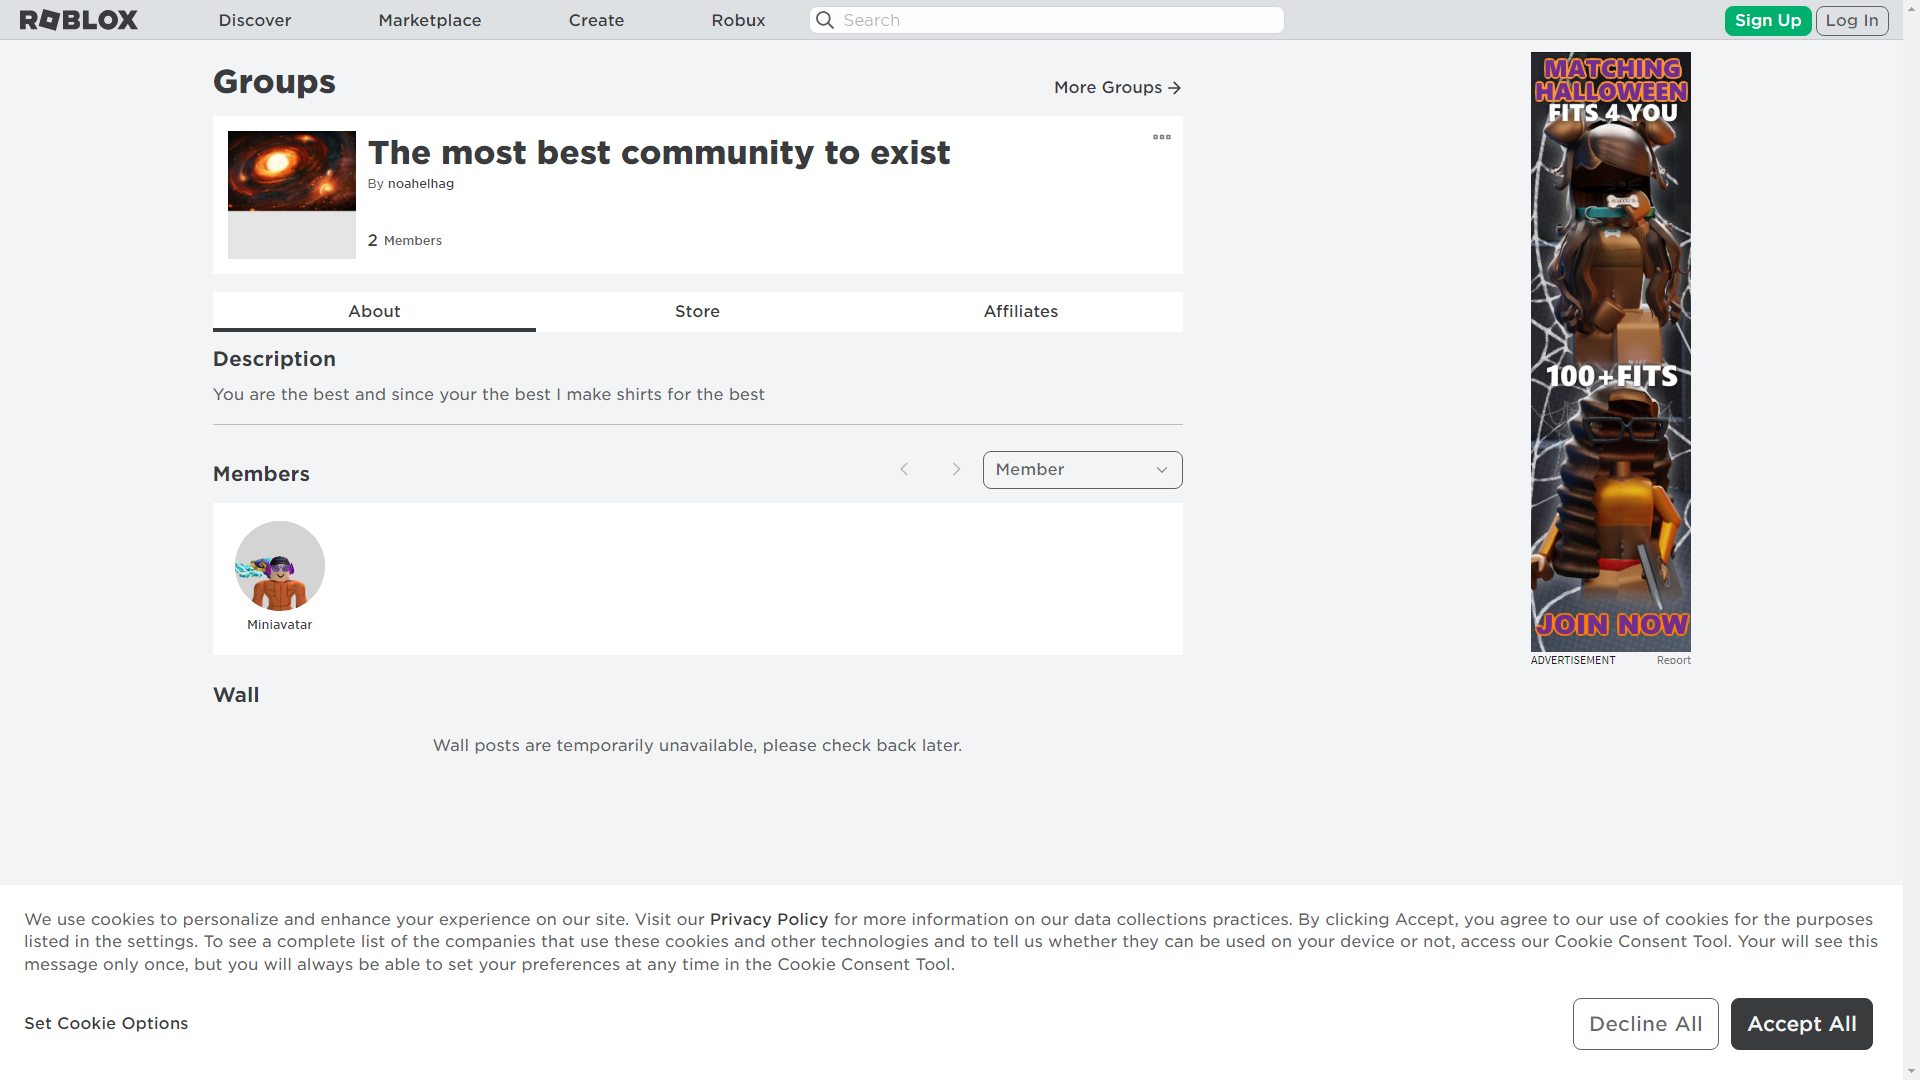 ROBLOX
Discover
Marketplace
Create
Robux
Search
Sign Up
Log In
Groups
More Groups
The most best community to exist
By noahelhag
2 Members
About
Store
Affiliates
Description
You are the best and since your the best I make shirts for the best
Members
Member
Miniavatar
Wall
Wall posts are temporarily unavailable, please check back later.
MATCHING
HALLOWEEN
FITS 4 YOU
100+FITS
JOIN NOW
ADVERTISEMENT
Report
We use cookies to personalize and enhance your experience on our site. Visit our Privacy Policy for more information on our data collections practices. By clicking Accept, you agree to our use of cookies for the purposes
listed in the settings. To see a complete list of the companies that use these cookies and other technologies and to tell us whether they can be used on your device or not, access our Cookie Consent Tool. Your will see this
message only once, but you will always be able to set your preferences at any time in the Cookie Consent Tool.
Set Cookie Options
Decline All
Accept All